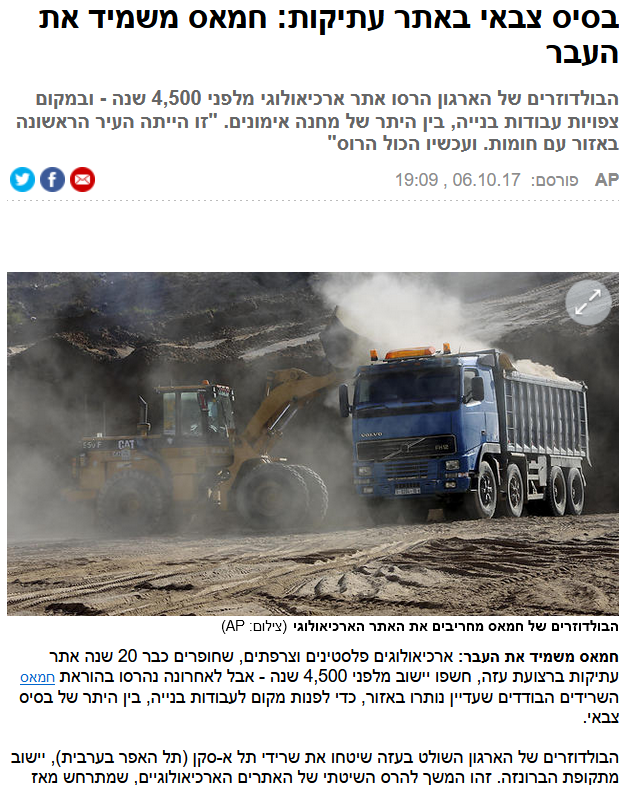 בסיס צבאי באתר עתיקות: חמאס משמיד את
העבר
הבולדוזרים של הארגון הרסו אתר ארכיאולוגי מלפני 4,500 שנה - ובמקום
צפויות עבודות בנייה, בין היתר של מחנה אימונים. "זו הייתה העיר הראשונה
באזור עם חומות. ועכשיו הכול הרוס"
AP פורסם: 06.10.17 , 19:09
CAT
VOLVO
FH12
הבולדוזרים של חמאס מחריבים את האתר הארכיאולוגי (צילום: AP)
חמאס משמיד את העבר: ארכיאולוגים פלסטינים וצרפתים, שחופרים כבר 20 שנה אתר
עתיקות ברצועת עזה, חשפו יישוב מלפני 4,500 שנה - אבל לאחרונה נהרסו בהוראת חמאס
השרידים הבודדים שעדיין נותרו באזור, כדי לפנות מקום לעבודות בנייה, בין היתר של בסיס
צבאי.
הבולדוזרים של הארגון השולט בעזה שיטחו את שרידי תל א-סקן (תל האפר בערבית), יישוב
מתקופת הברונזה. זהו המשך להרס השיטתי של האתרים הארכיאולוגיים, שמתרחש מאז